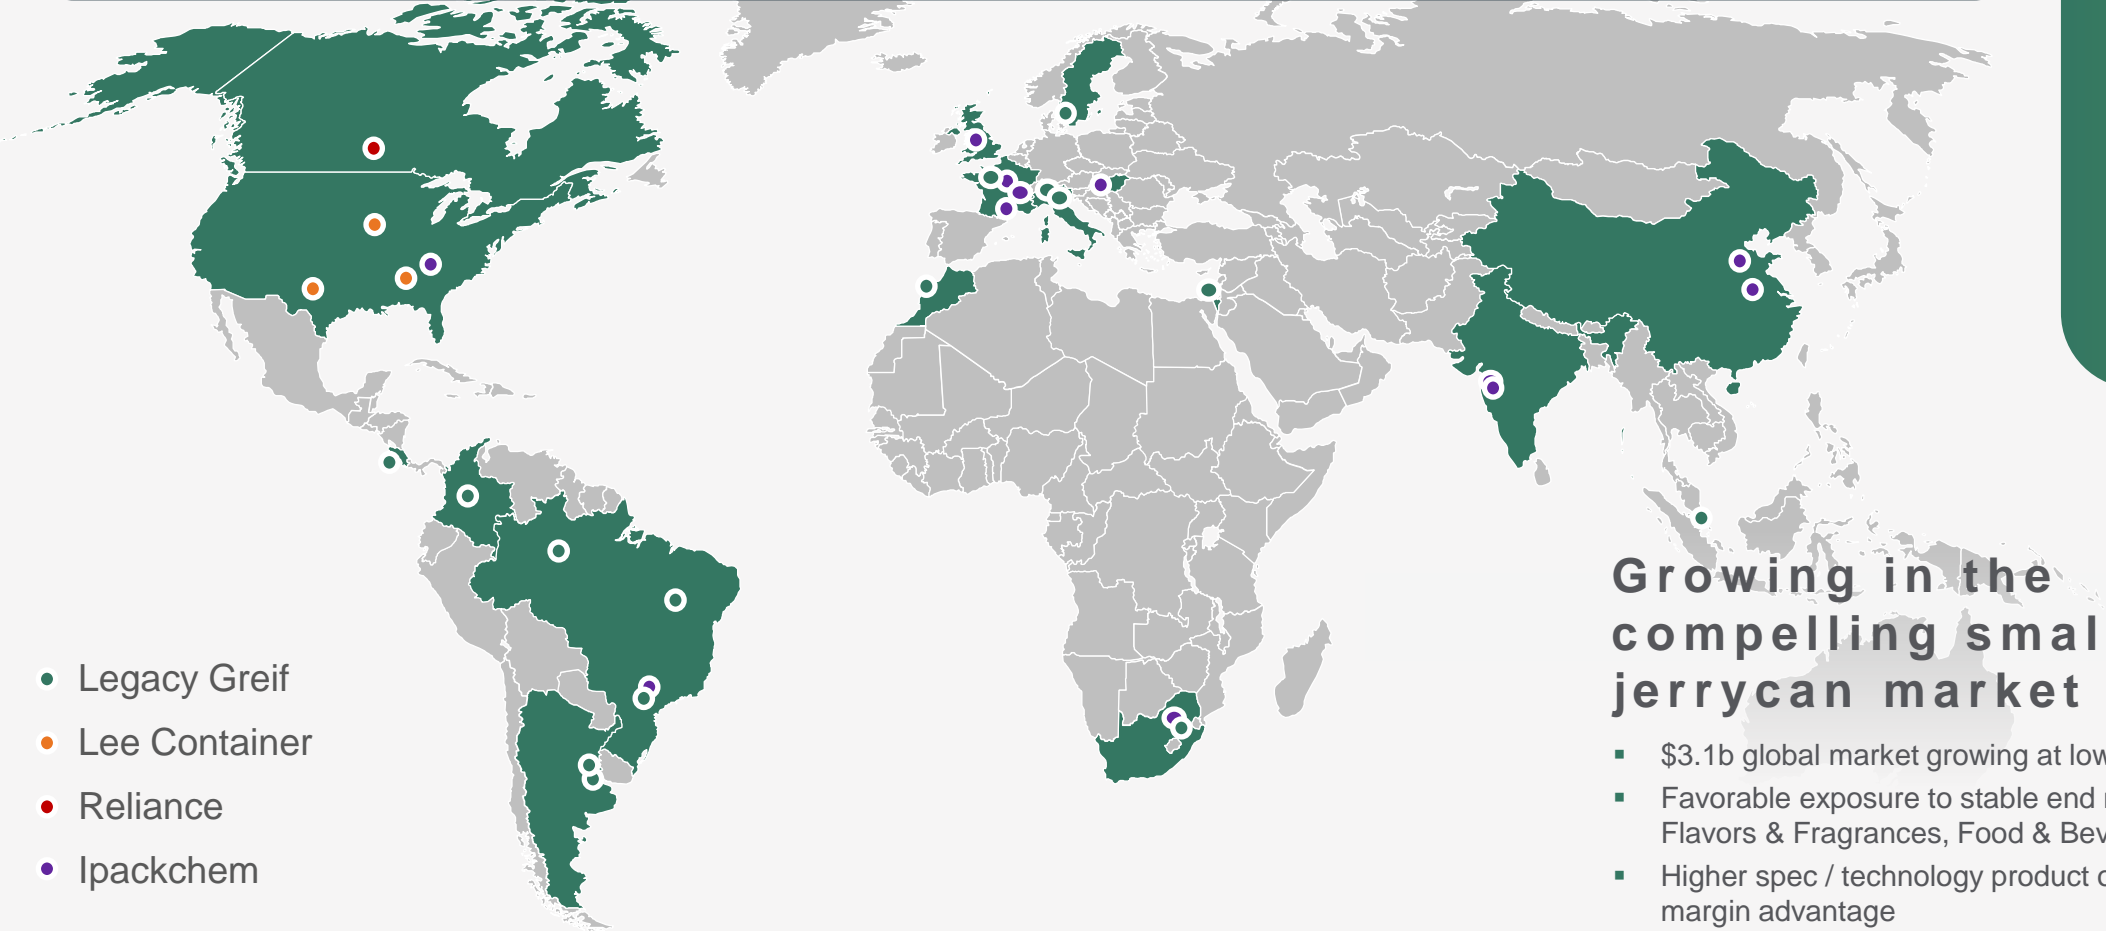 Legacy Greif
Lee Container
Reliance
Ipackchem
Growing in the
compelling smal
jerrycan market
$3.1b global market growing at low
Favorable exposure to stable end
Flavors & Fragrances, Food & Bev
Higher spec / technology product
margin advantage